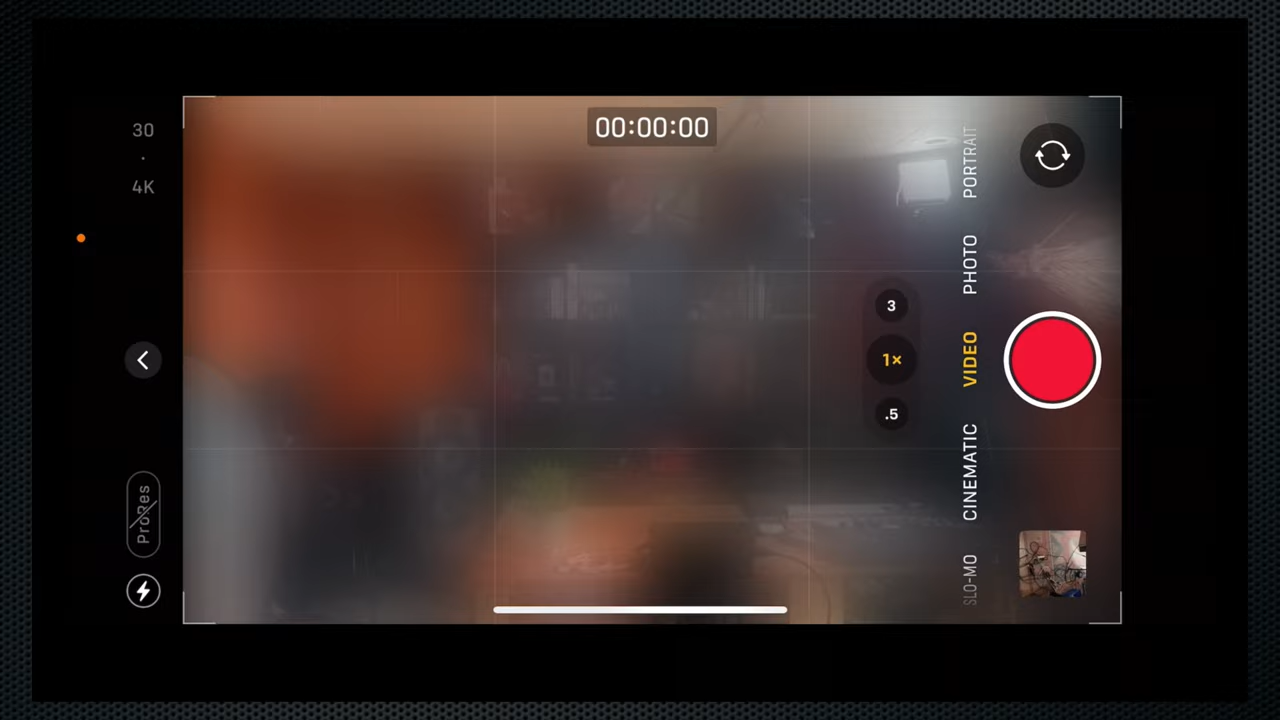 30
4K
ProRes
00:00:00
3
1×
.5
PORTRAIT
PHOTO
VIDEO
CINEMATIC
SLO-MO